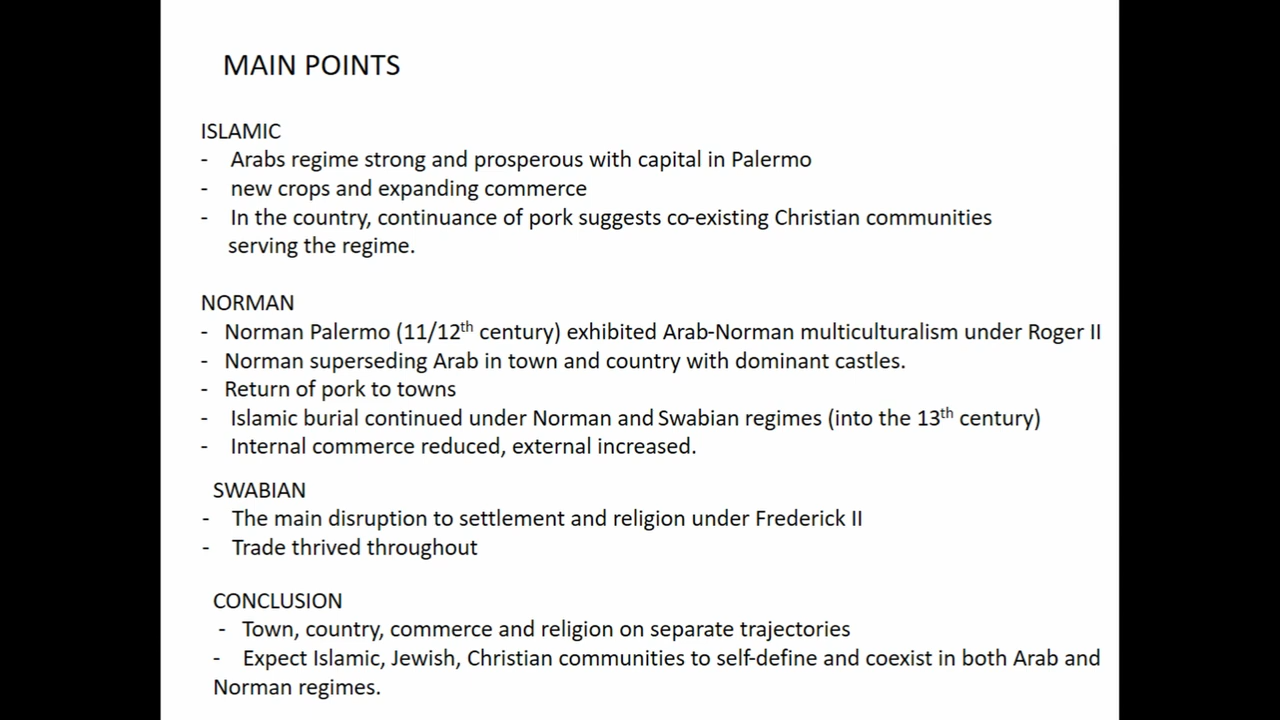 MAIN POINTS
ISLAMIC
- Arabs regime strong and prosperous with capital in Palermo
- new crops and expanding commerce
- In the country, continuance of pork suggests co-existing Christian communities
serving the regime.
NORMAN
- Norman Palermo (11/12th century) exhibited Arab-Norman multiculturalism under Roger II
- Norman superseding Arab in town and country with dominant castles.
- Return of pork to towns
- Islamic burial continued under Norman and Swabian regimes (into the 13th century)
- Internal commerce reduced, external increased.
SWABIAN
- The main disruption to settlement and religion under Frederick II
- Trade thrived throughout
CONCLUSION
- Town, country, commerce and religion on separate trajectories
- Expect Islamic, Jewish, Christian communities to self-define and coexist in both Arab and
Norman regimes.